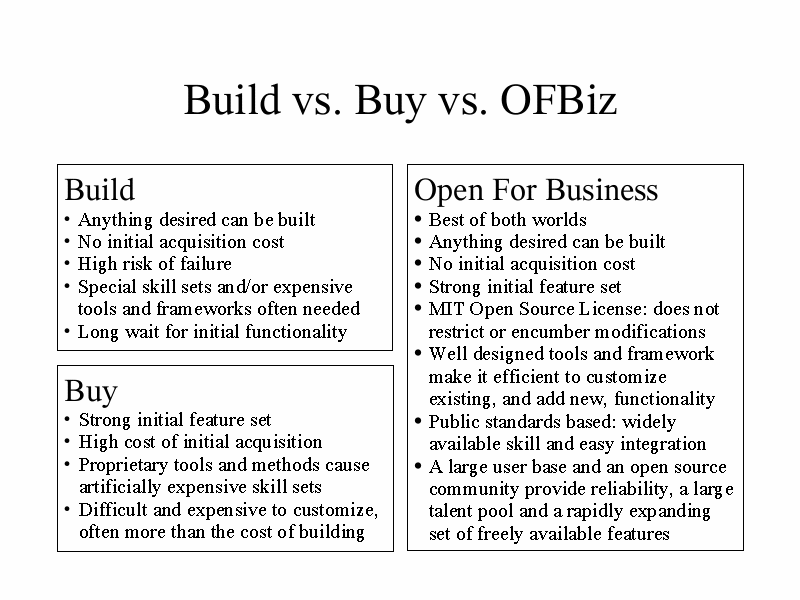 Build vs. Buy vs. OFBiz
Build
• Anything desired can be built
• No initial acquisition cost
• High risk of failure
• Special skill sets and/or expensive
tools and frameworks often needed
• Long wait for initial functionality
Buy
• Strong initial feature set
• High cost of initial acquisition
• Proprietary tools and methods cause
artificially expensive skill sets
• Difficult and expensive to customize,
often more than the cost of building
Open For Business
• Best of both worlds
• Anything desired can be built
• No initial acquisition cost
• Strong initial feature set
• MIT Open Source License: does not
restrict or encumber modifications
• Well designed tools and framework
make it efficient to customize
existing, and add new, functionality
• Public standards based: widely
available skill and easy integration
• A large user base and an open source
community provide reliability, a large
talent pool and a rapidly expanding
set of freely available features